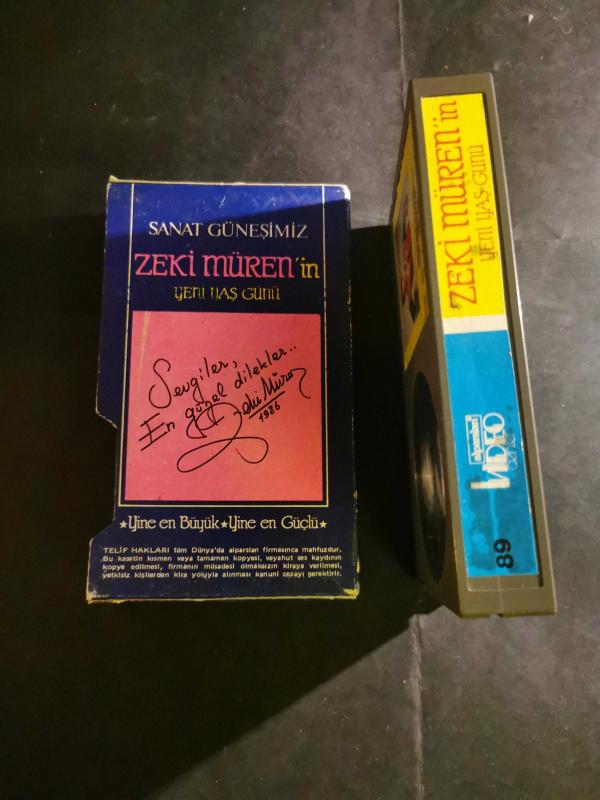 SANAT GÜNEŞİMİZ
ZEKİ MÜREN'in
YENİ YAŞ GÜNÜ
Sevgiler,
En güzel dilekler..
Zeki Müren
1986
★Yine en Büyük★Yine en Güçlü★
TELİF HAKLARI tüm Dünya'da alparslan firmasınca mahfuzdur.
Bu kasetin kısmen veya tamamen kopyesi, veyahut ses kaydının
kopye edilmesi, firmanın müsadesi olmaksızın kiraya verilmesi,
yetkisiz kişilerden kira yoluyla alınması kanuni cezayı gerektirir.
ZEKİ MÜREN'in
YENİ YAŞ GÜNÜ
alparslan
VİDEO
89